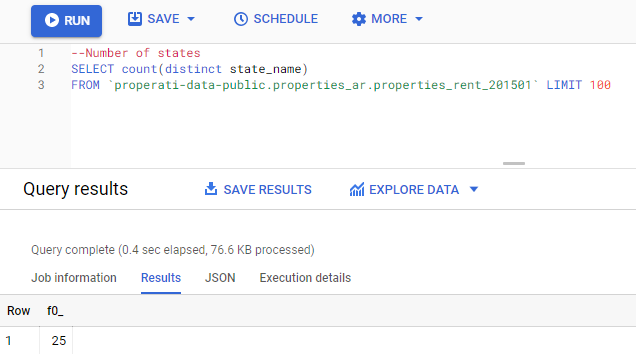 RUN SAVE SCHEDULE MORE
1 --Number of states
2 SELECT count(distinct state_name)
3 FROM `properati-data-public.properties_ar.properties_rent_201501` LIMIT 100
Query results SAVE RESULTS EXPLORE DATA
Query complete (0.4 sec elapsed, 76.6 KB processed)
Job information Results JSON Execution details
Row f0_
1 25